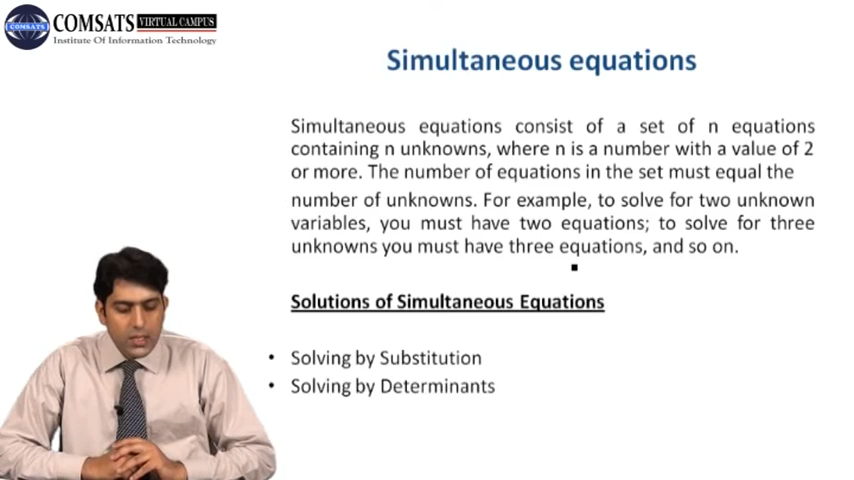 COMSATS VIRTUAL CAMPUS
COMSATS
Institute Of Information Technology
Simultaneous equations
Simultaneous equations consist of a set of n equations
containing n unknowns, where n is a number with a value of 2
or more. The number of equations in the set must equal the
number of unknowns. For example, to solve for two unknown
variables, you must have two equations; to solve for three
unknowns you must have three equations, and so on.
Solutions of Simultaneous Equations
• Solving by Substitution
• Solving by Determinants